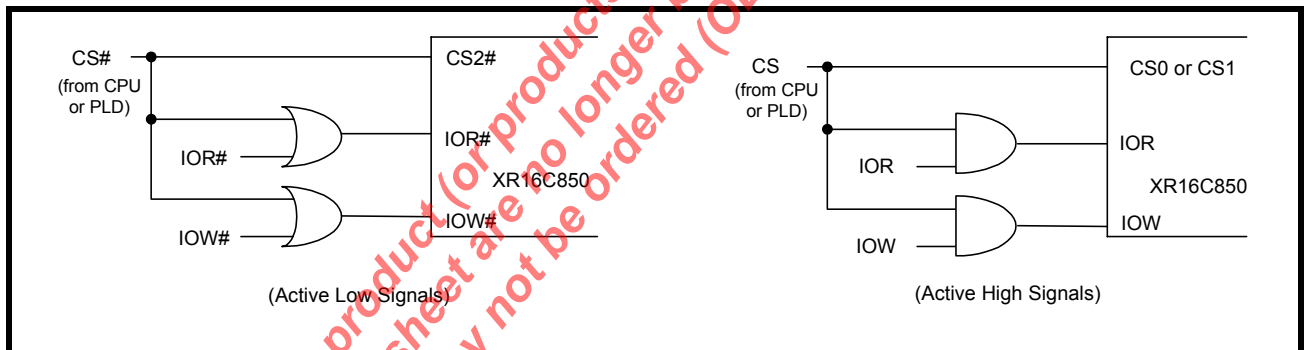 CS#
(from CPU
or PLD)
IOR#
IOW#
CS2#
IOR#
XR16C850
IOW#
(Active Low Signals)
CS
(from CPU
or PLD)
IOR
IOW
CS0 or CS1
IOR
XR16C850
IOW
(Active High Signals)
product (or products
sheet are no longer
y not be ordered (O